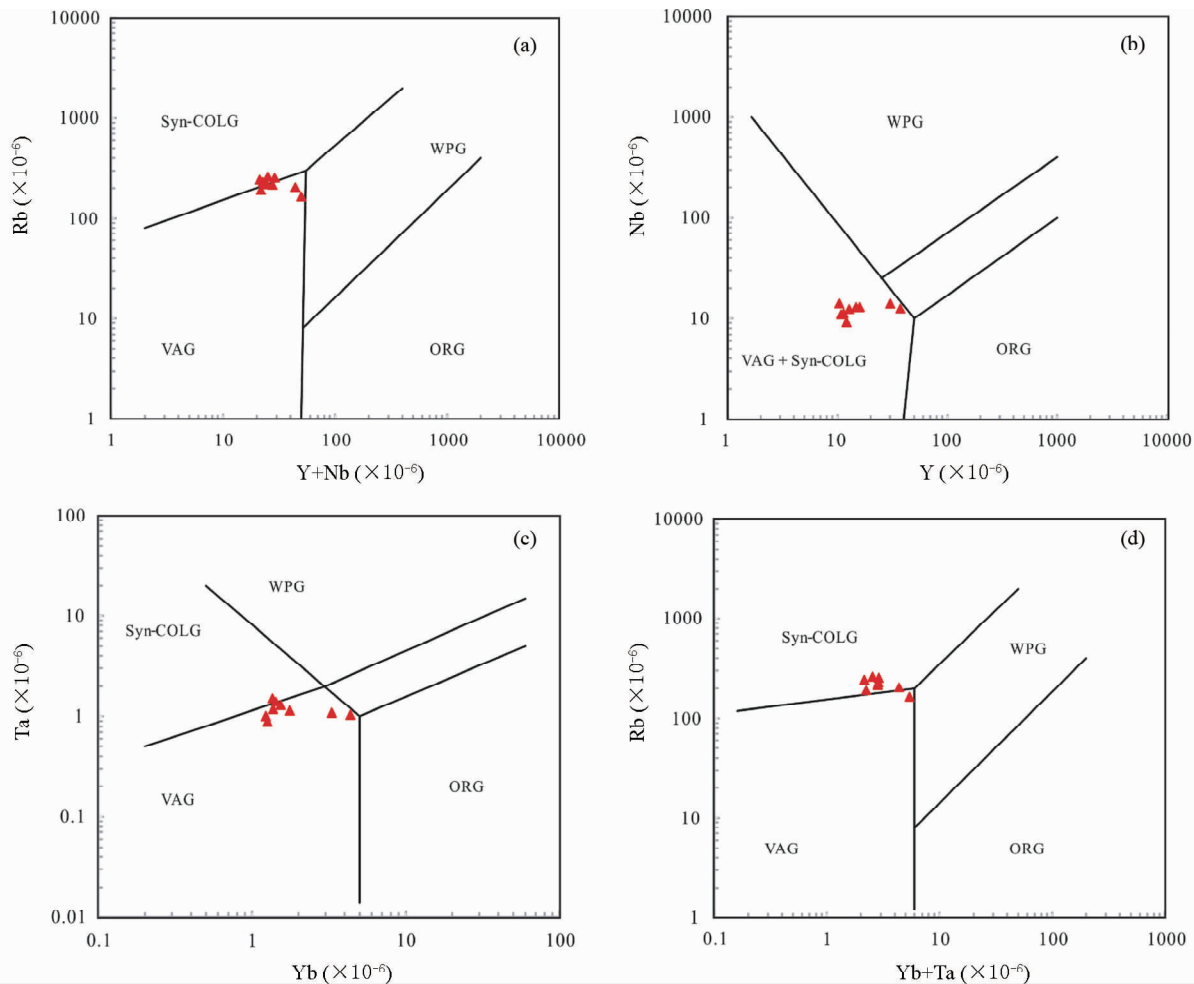 10000
(a)
1000
Syn-COLG
WPG
Rb (×10⁻⁶)
100
10
VAG
ORG
1
1
10
100
1000
10000
Y+Nb (×10⁻⁶)
10000
(b)
1000
WPG
Nb (×10⁻⁶)
100
10
VAG + Syn-COLG
ORG
1
1
10
100
1000
10000
Y (×10⁻⁶)
100
(c)
WPG
10
Syn-COLG
Ta (×10⁻⁶)
1
ORG
VAG
0.1
0.01
0.1
1
10
100
Yb (×10⁻⁶)
10000
(d)
1000
Syn-COLG
WPG
Rb (×10⁻⁶)
100
10
VAG
ORG
1
0.1
1
10
100
1000
Yb+Ta (×10⁻⁶)